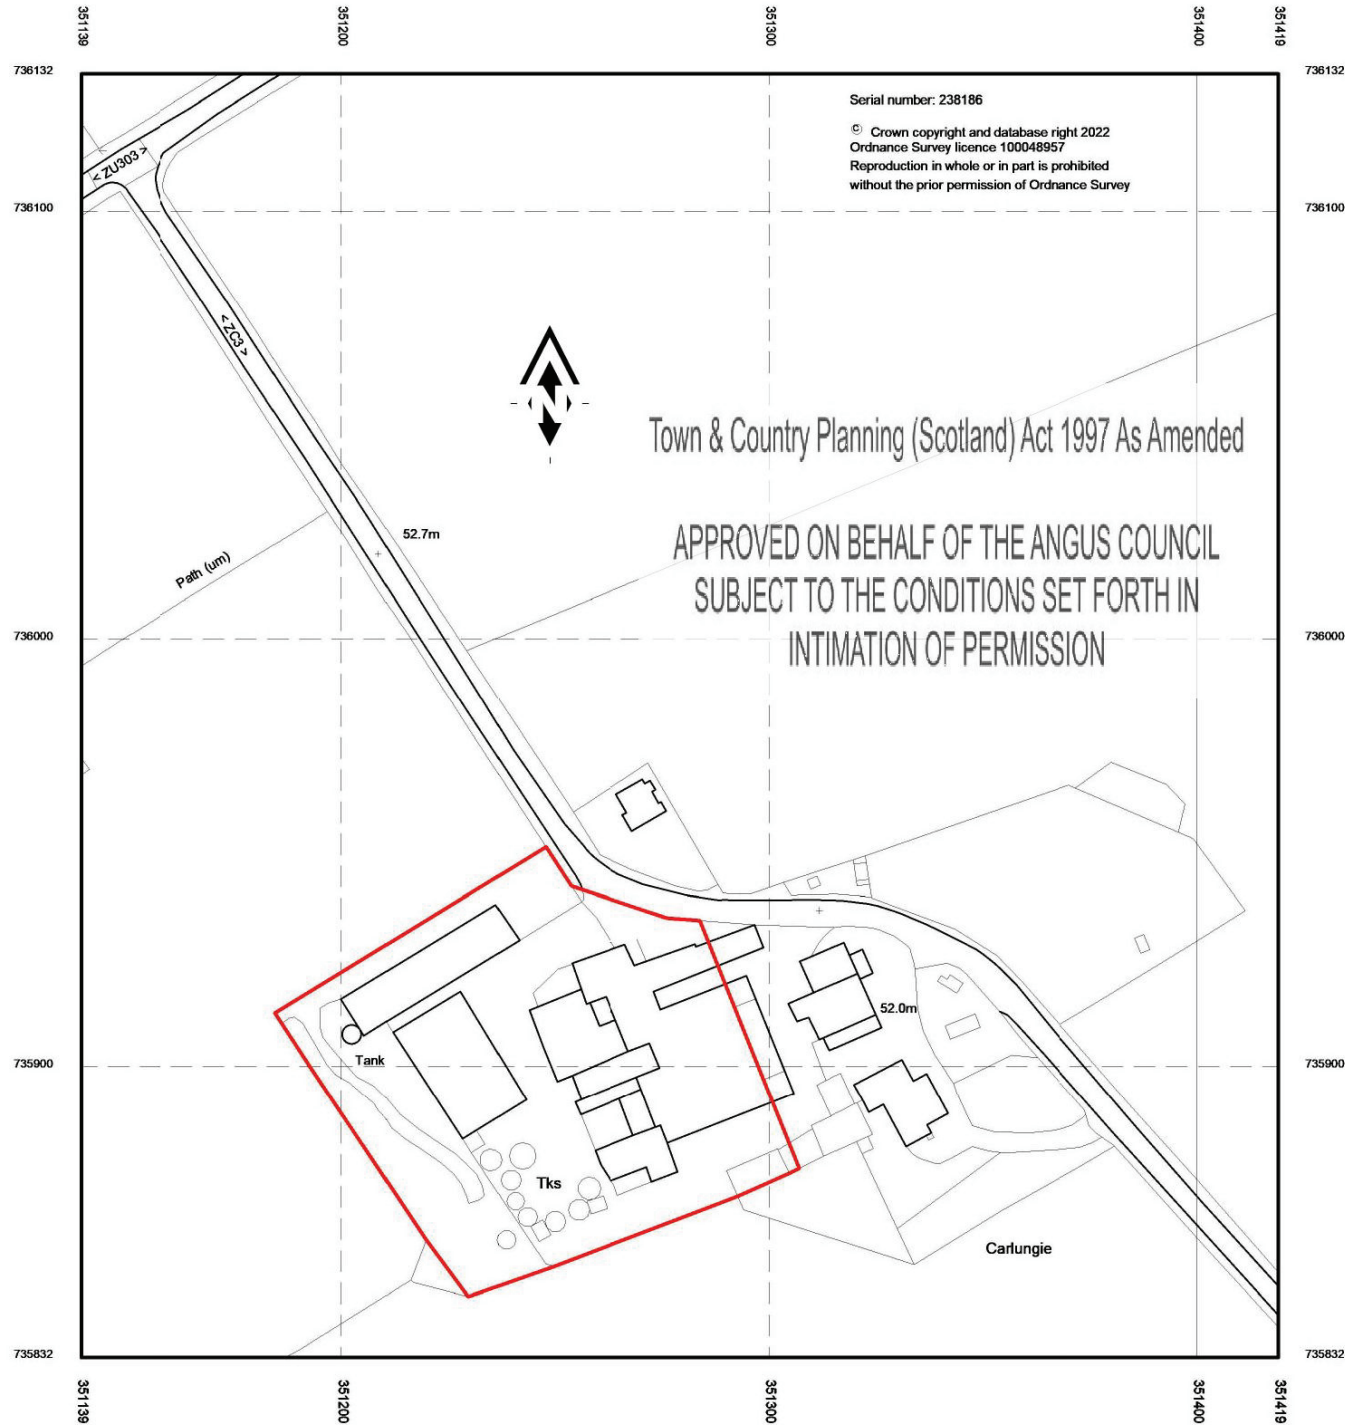 351139
351200
351300
351400
351419
736132
736132
Serial number: 238186
© Crown copyright and database right 2022
Ordnance Survey licence 100048957
Reproduction in whole or in part is prohibited
without the prior permission of Ordnance Survey
< ZU303 >
736100
736100
< ZC3 >
N
Town & Country Planning (Scotland) Act 1997 As Amended
52.7m
APPROVED ON BEHALF OF THE ANGUS COUNCIL
Path (um)
SUBJECT TO THE CONDITIONS SET FORTH IN
736000
736000
INTIMATION OF PERMISSION
52.0m
735900
Tank
735900
Tks
Carlungie
735832
735832
351139
351200
351300
351400
351419